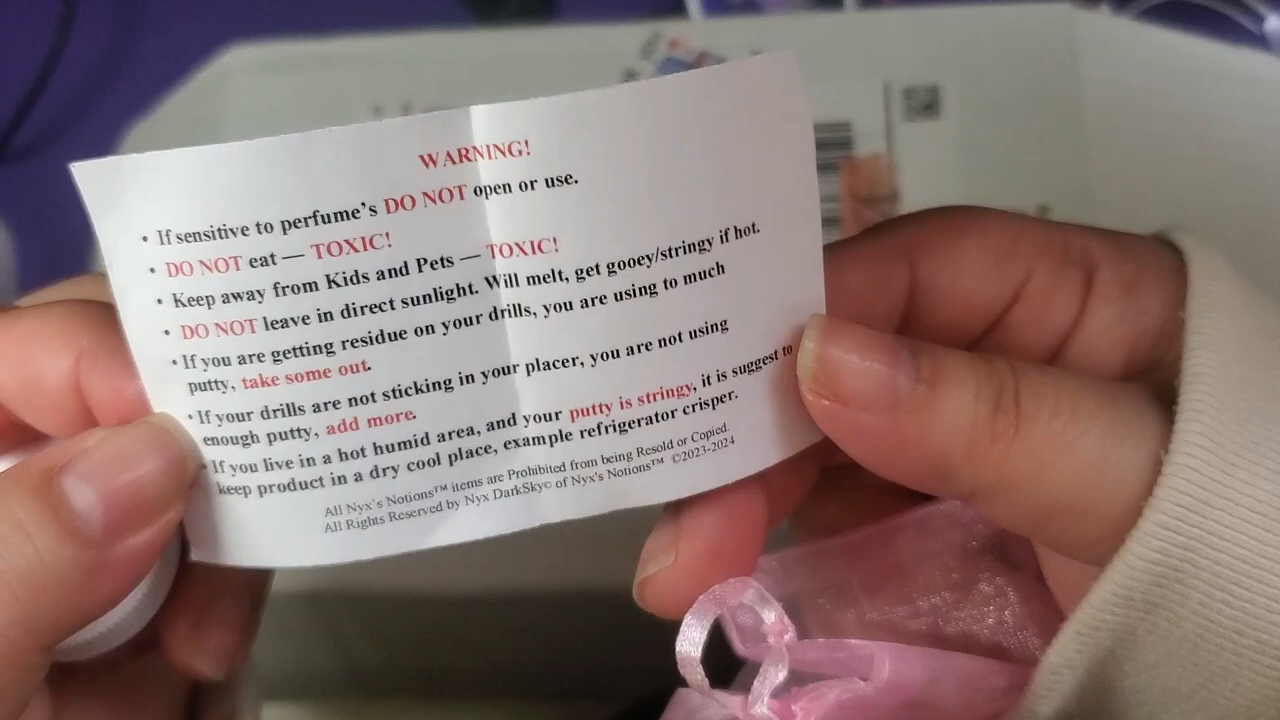 WARNING!
• If sensitive to perfume's DO NOT open or use.
• DO NOT eat — TOXIC!
• Keep away from Kids and Pets — TOXIC!
• DO NOT leave in direct sunlight. Will melt, get gooey/stringy if hot.
• If you are getting residue on your drills, you are using to much
putty, take some out.
• If your drills are not sticking in your placer, you are not using
enough putty, add more.
• If you live in a hot humid area, and your putty is stringy, it is suggest to
keep product in a dry cool place, example refrigerator crisper.
All Nyx's Notions™ items are Prohibited from being Resold or Copied.
All Rights Reserved by Nyx DarkSky© of Nyx's Notions™ ©2023-2024